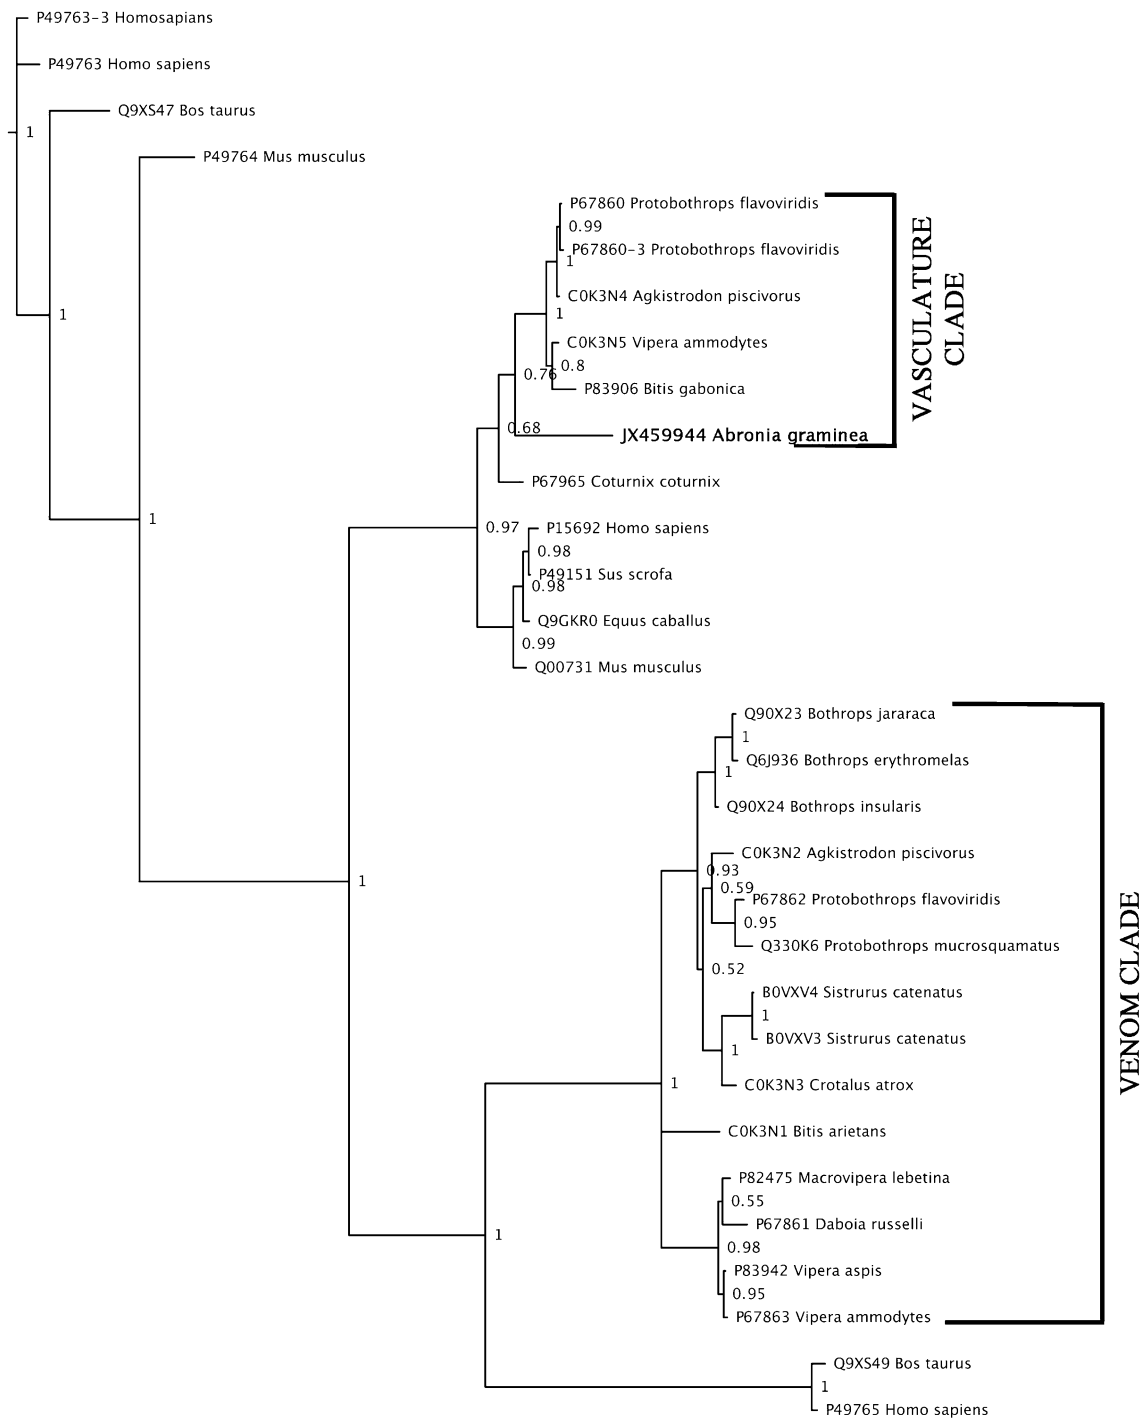 P49763-3 Homosapians
P49763 Homo sapiens
Q9XS47 Bos taurus
1
P49764 Mus musculus
P67860 Protobothrops flavoviridis
0.99
P67860-3 Protobothrops flavoviridis
1
C0K3N4 Agkistrodon piscivorus
1
1
C0K3N5 Vipera ammodytes
0.8
0.76
P83906 Bitis gabonica
0.68
JX459944 Abronia graminea
VASCULATURE
CLADE
P67965 Coturnix coturnix
1
0.97
P15692 Homo sapiens
0.98
P49151 Sus scrofa
0.98
Q9GKR0 Equus caballus
0.99
Q00731 Mus musculus
Q90X23 Bothrops jararaca
1
Q6J936 Bothrops erythromelas
1
Q90X24 Bothrops insularis
C0K3N2 Agkistrodon piscivorus
0.93
1
0.59
P67862 Protobothrops flavoviridis
0.95
Q330K6 Protobothrops mucrosquamatus
0.52
B0VXV4 Sistrurus catenatus
1
B0VXV3 Sistrurus catenatus
1
VENOM CLADE
1
C0K3N3 Crotalus atrox
C0K3N1 Bitis arietans
P82475 Macrovipera lebetina
0.55
P67861 Daboia russelli
1
0.98
P83942 Vipera aspis
0.95
P67863 Vipera ammodytes
Q9XS49 Bos taurus
1
P49765 Homo sapiens